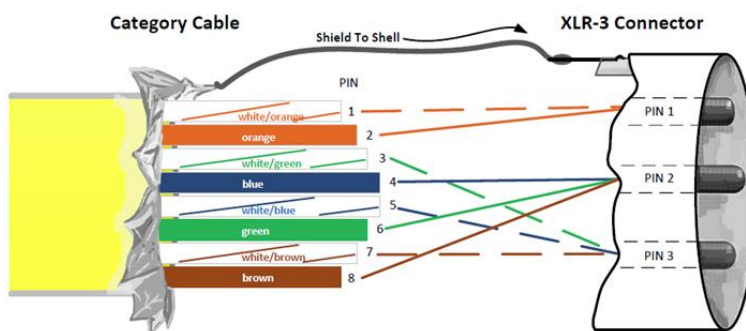 Category Cable
XLR-3 Connector
Shield To Shell
PIN
white/orange
1
PIN 1
orange
2
white/green
3
blue
4
PIN 2
white/blue
5
green
6
white/brown
7
PIN 3
brown
8